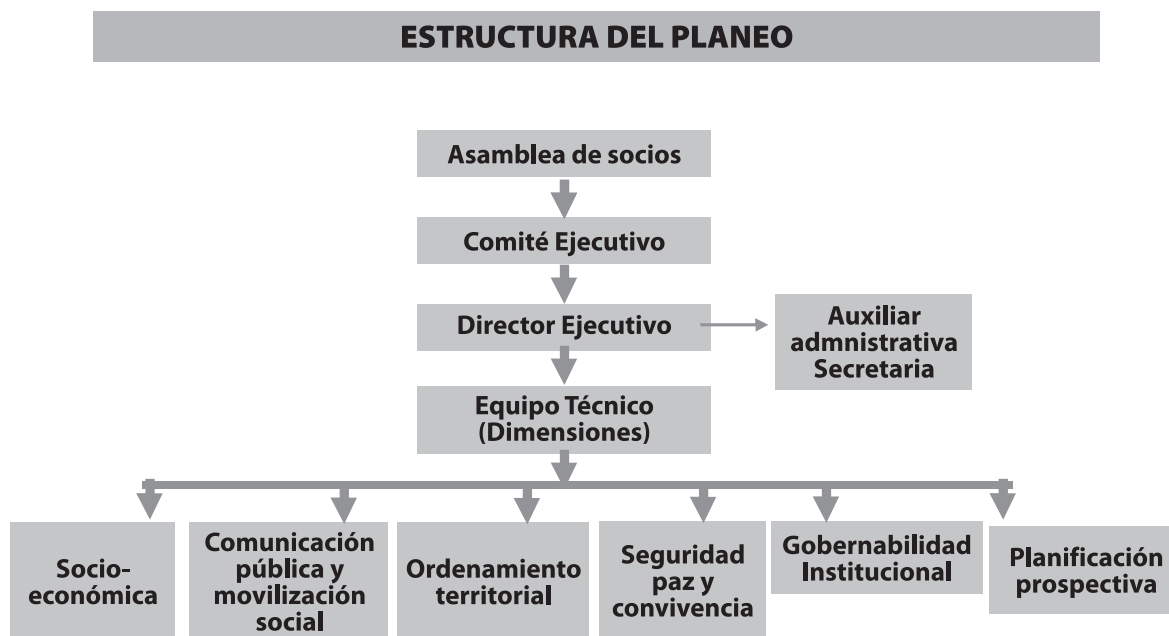 ESTRUCTURA DEL PLANEO
Asamblea de socios
Comité Ejecutivo
Director Ejecutivo
Auxiliar
admnistrativa
Secretaria
Equipo Técnico
(Dimensiones)
Socio-
económica
Comunicación
pública y
movilización
social
Ordenamiento
territorial
Seguridad
paz y
convivencia
Gobernabilidad
Institucional
Planificación
prospectiva